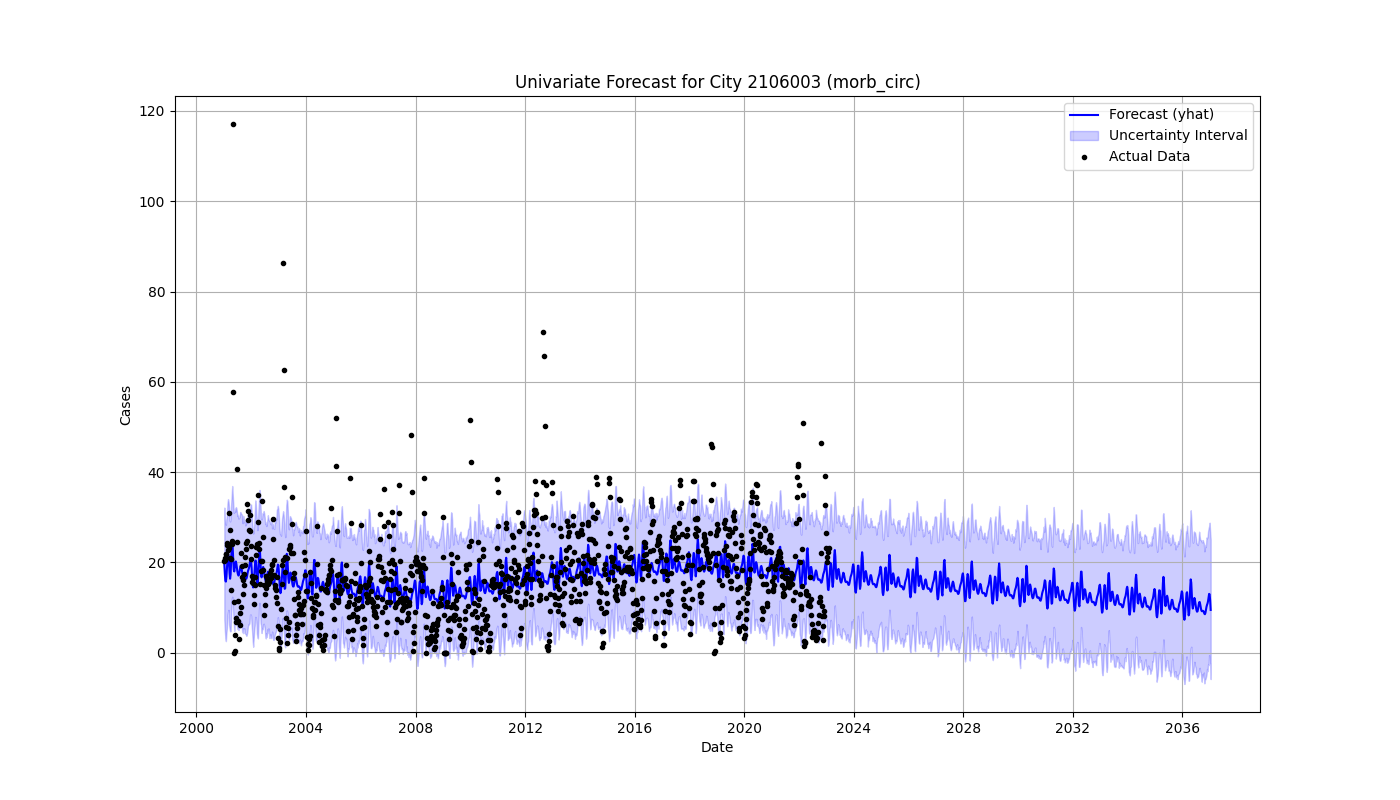 Univariate Forecast for City 2106003 (morb_circ)
Forecast (yhat)
Uncertainty Interval
Actual Data
Cases
120
100
80
60
40
20
0
2000 2004 2008 2012 2016 2020 2024 2028 2032 2036
Date